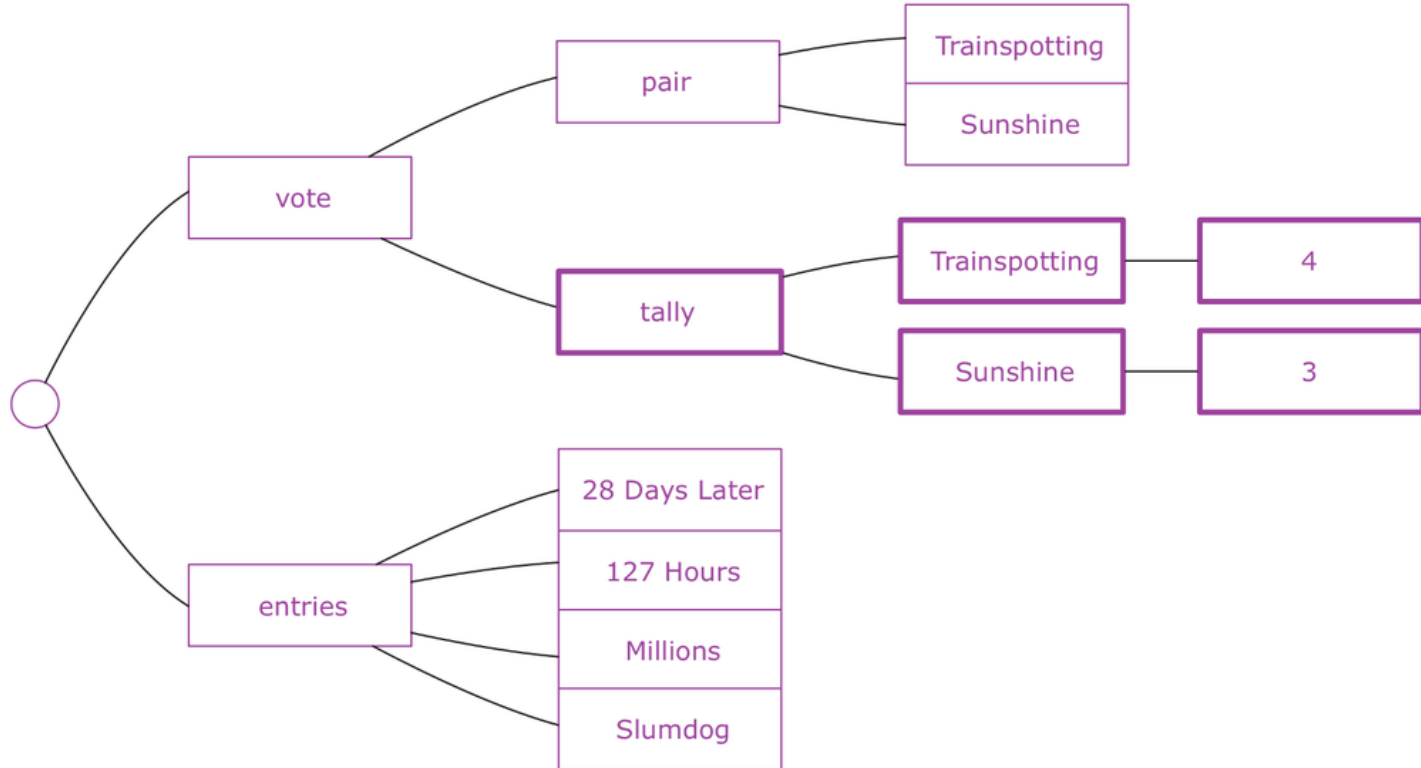 pair
Trainspotting
Sunshine
vote
tally
Trainspotting
4
Sunshine
3
entries
28 Days Later
127 Hours
Millions
Slumdog